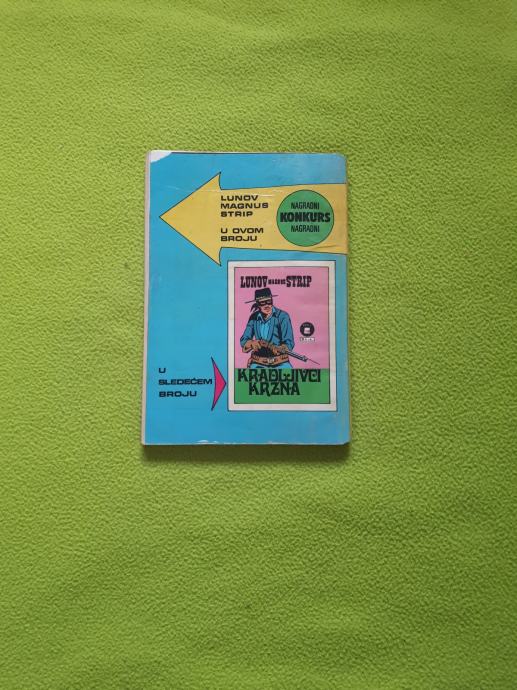 LUNOV
MAGNUS
STRIP
U OVOM
BROJU
NAGRADNI
KONKURS
NAGRADNI
LUNOV MAGNUS STRIP
KRADLJIVCI
KRZNA
U
SLEDEĆEM
BROJU